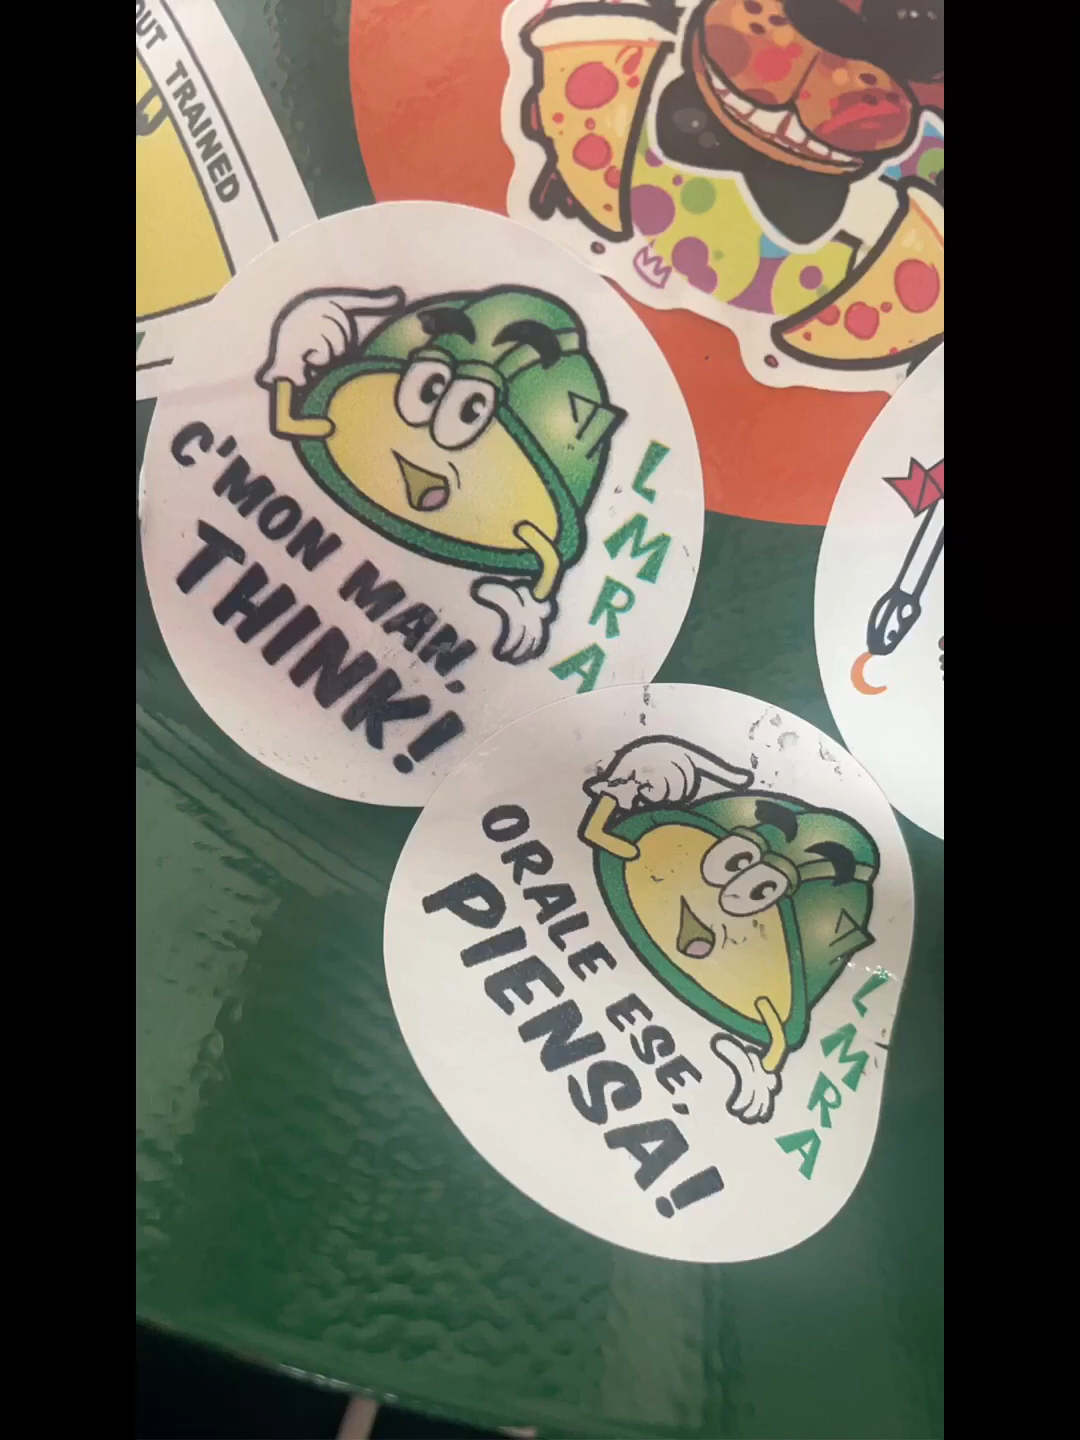 OUT TRAINED
C'MON MAN,
THINK!
LMRA
ORALE ESE,
PIENSA!
LMRA